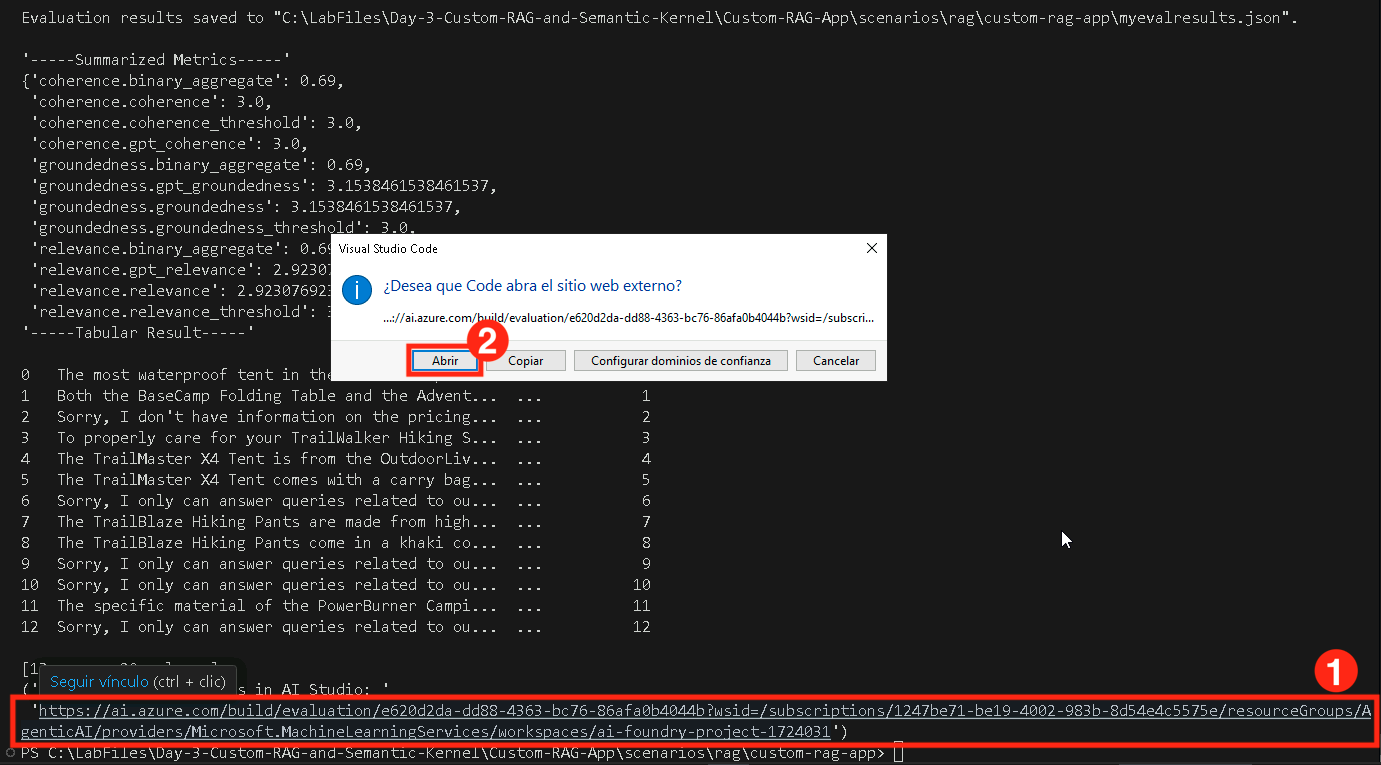 Evaluation results saved to "C:\LabFiles\Day-3-Custom-RAG-and-Semantic-Kernel\Custom-RAG-App\scenarios\rag\custom-rag-app\myevalresults.json".
'-----Summarized Metrics-----'
{'coherence.binary_aggregate': 0.69,
'coherence.coherence': 3.0,
'coherence.coherence_threshold': 3.0,
'coherence.gpt_coherence': 3.0,
'groundedness.binary_aggregate': 0.69,
'groundedness.gpt_groundedness': 3.1538461538461537,
'groundedness.groundedness': 3.1538461538461537,
'groundedness.groundedness_threshold': 3.0,
'relevance.binary_aggregate': 0.69
'relevance.gpt_relevance': 2.92307
'relevance.relevance': 2.92307692
'relevance.relevance_threshold':
'-----Tabular Result-----'
Visual Studio Code
¿Desea que Code abra el sitio web externo?
...://ai.azure.com/build/evaluation/e620d2da-dd88-4363-bc76-86afa0b4044b?wsid=/subscri...
2
Abrir Copiar Configurar dominios de confianza Cancelar
0 The most waterproof tent in the
1 Both the BaseCamp Folding Table and the Advent... ... 1
2 Sorry, I don't have information on the pricing... ... 2
3 To properly care for your TrailWalker Hiking S... ... 3
4 The TrailMaster X4 Tent is from the OutdoorLiv... ... 4
5 The TrailMaster X4 Tent comes with a carry bag... ... 5
6 Sorry, I only can answer queries related to ou... ... 6
7 The TrailBlaze Hiking Pants are made from high... ... 7
8 The TrailBlaze Hiking Pants come in a khaki co... ... 8
9 Sorry, I only can answer queries related to ou... ... 9
10 Sorry, I only can answer queries related to ou... ... 10
11 The specific material of the PowerBurner Campi... ... 11
12 Sorry, I only can answer queries related to ou... ... 12
Seguir vínculo (ctrl + clic)
('s in AI Studio: '
1
'https://ai.azure.com/build/evaluation/e620d2da-dd88-4363-bc76-86afa0b4044b?wsid=/subscriptions/1247be71-be19-4002-983b-8d54e4c5575e/resourceGroups/A
genticAI/providers/Microsoft.MachineLearningServices/workspaces/ai-foundry-project-1724031')
PS C:\LabFiles\Day-3-Custom-RAG-and-Semantic-Kernel\Custom-RAG-App\scenarios\rag\custom-rag-app>